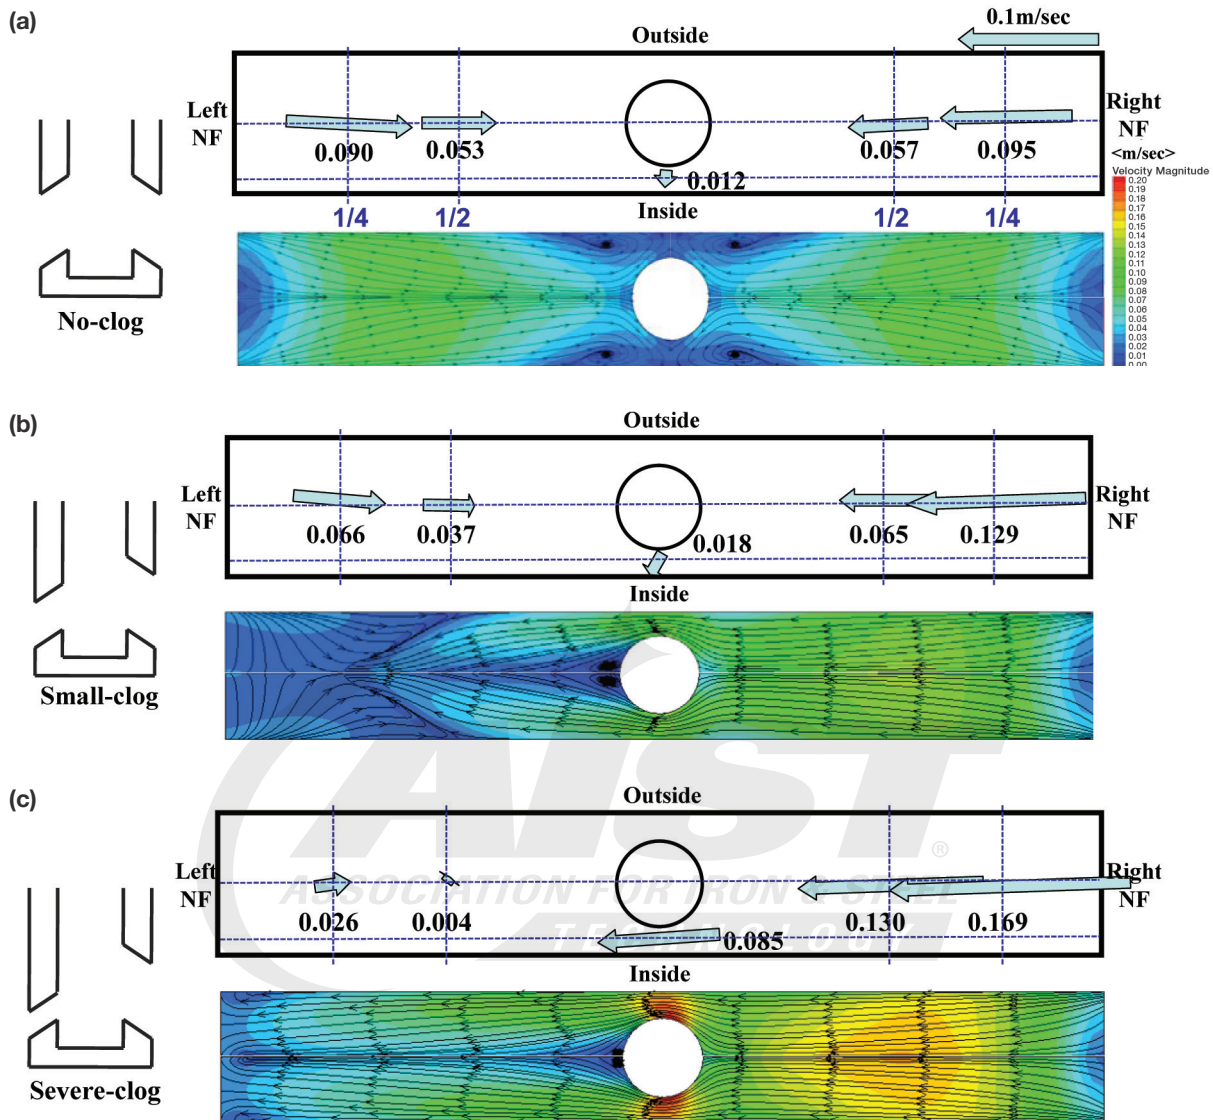 (a)
0.1m/sec
Outside
Left
NF
Right
NF
0.090
0.053
0.057
0.095
0.012
<m/sec>
Velocity Magnitude
0.20
0.19
0.18
0.17
0.16
0.15
0.14
0.13
0.12
0.11
0.10
0.09
0.08
0.07
0.06
0.05
0.04
0.03
0.02
0.01
0.00
1/4
1/2
Inside
1/2
1/4
No-clog
(b)
Outside
Left
NF
Right
NF
0.066
0.037
0.018
0.065
0.129
Inside
Small-clog
(c)
Outside
Left
NF
Right
NF
0.026
0.004
0.130
0.169
0.085
Inside
Severe-clog
AIST
®
ASSOCIATION FOR IRON & STEEL
TECHNOLOGY